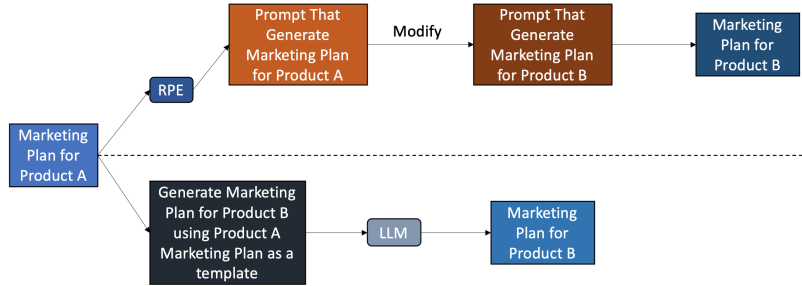 Prompt That
Generate
Marketing Plan
for Product A
Modify
Prompt That
Generate
Marketing Plan
for Product B
Marketing
Plan for
Product B
RPE
Marketing
Plan for
Product A
Generate Marketing
Plan for Product B
using Product A
Marketing Plan as a
template
LLM
Marketing
Plan for
Product B